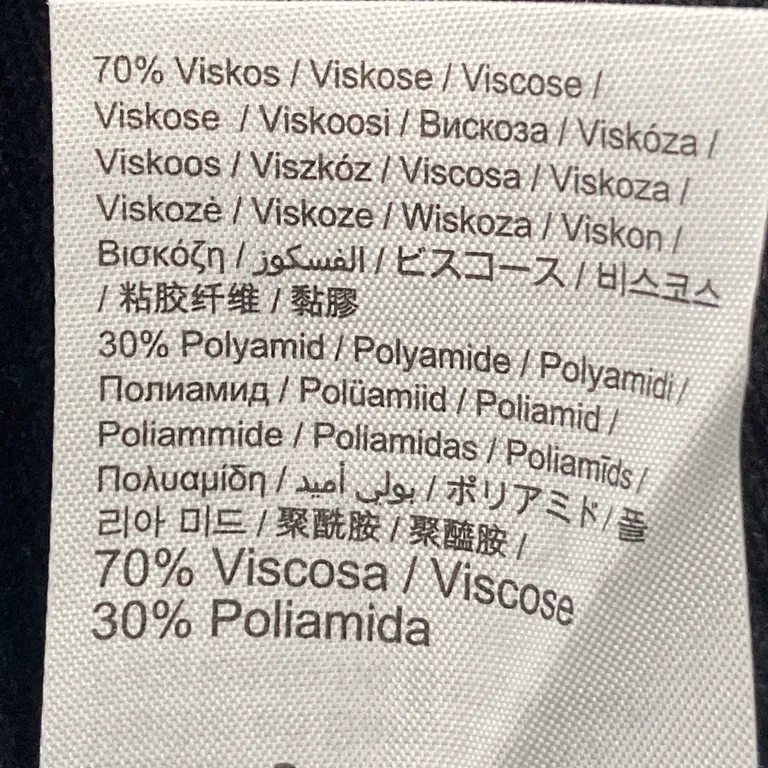 70% Viskos / Viskose / Viscose /
Viskose / Viskoosi / Вискоза / Viskóza /
Viskoos / Viszkóz / Viscosa / Viskoza /
Viskozė / Viskoze / Wiskoza / Viskon /
Βισκόζη / الفسكوز / ビスコース / 비스코스
/ 粘胶纤维 / 黏膠
30% Polyamid / Polyamide / Polyamidi /
Полиамид / Polüamiid / Poliamid /
Poliammide / Poliamidas / Poliamīds /
Πολυαμίδη / بولي أميد / ポリアミド/ 폴
리아 미드 / 聚酰胺 / 聚醯胺 /
70% Viscosa / Viscose
30% Poliamida